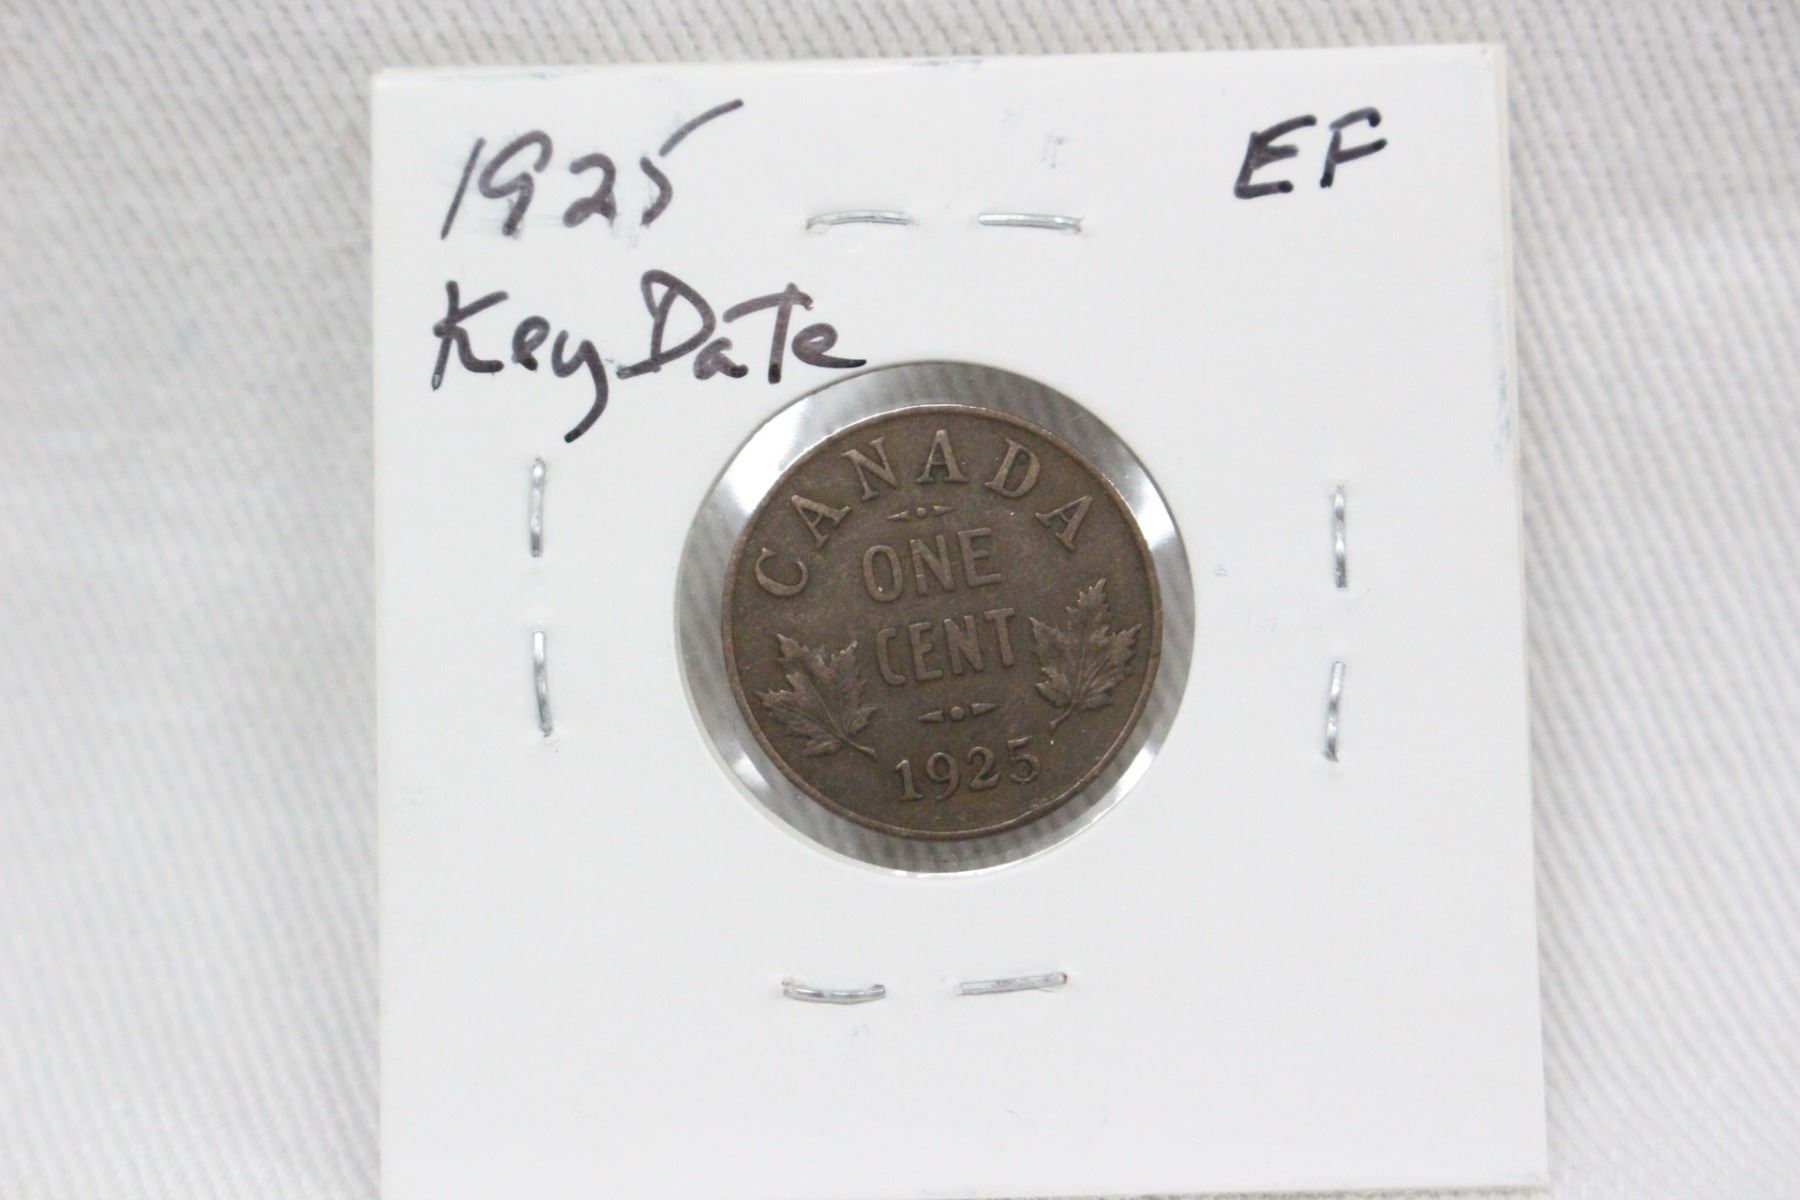 1925 EF
Key Date
CANADA
ONE
CENT
1925